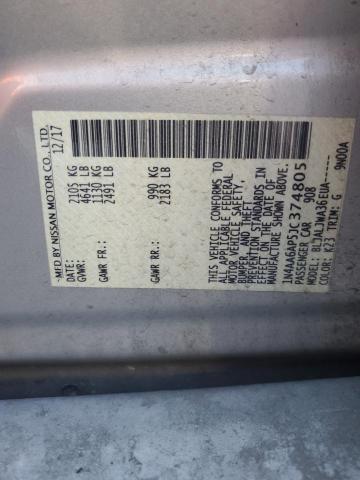 MFD BY NISSAN MOTOR CO., LTD. 12/17
GVWR: 2105 KG
4641 LB
GAWR FR: 1130 KG
2491 LB
GAWR RR: 990 KG
2183 LB
THIS VEHICLE CONFORMS TO
ALL APPLICABLE FEDERAL
MOTOR VEHICLE SAFETY,
BUMPER, AND THEFT
PREVENTION STANDARDS IN
EFFECT ON THE DATE OF
MANUFACTURE SHOWN ABOVE.
1N4AA6AP5JC374805
PASSENGER CAR 908
MODEL: BLJALJWA36EUA-----
COLOR: K23 TRIM: G 9N00A